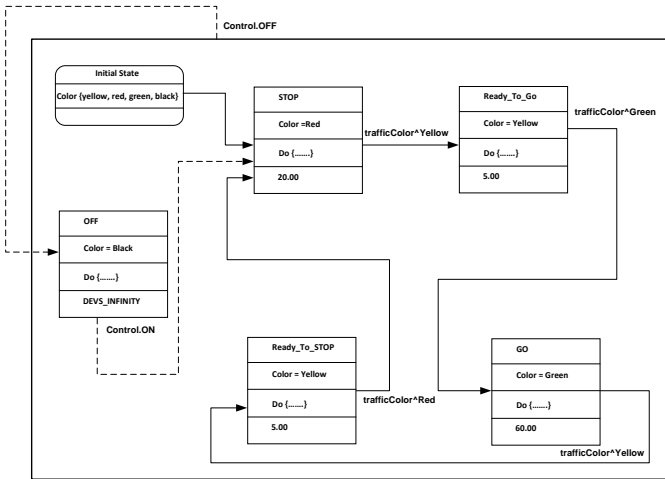 Control.OFF
Initial State
Color {yellow, red, green, black}
STOP
Color =Red
Do {.......}
20.00
trafficColor^Yellow
Ready_To_Go
Color = Yellow
Do {.......}
5.00
trafficColor^Green
OFF
Color = Black
Do {.......}
DEVS_INFINITY
Control.ON
Ready_To_STOP
Color = Yellow
Do {.......}
5.00
trafficColor^Red
GO
Color = Green
Do {.......}
60.00
trafficColor^Yellow